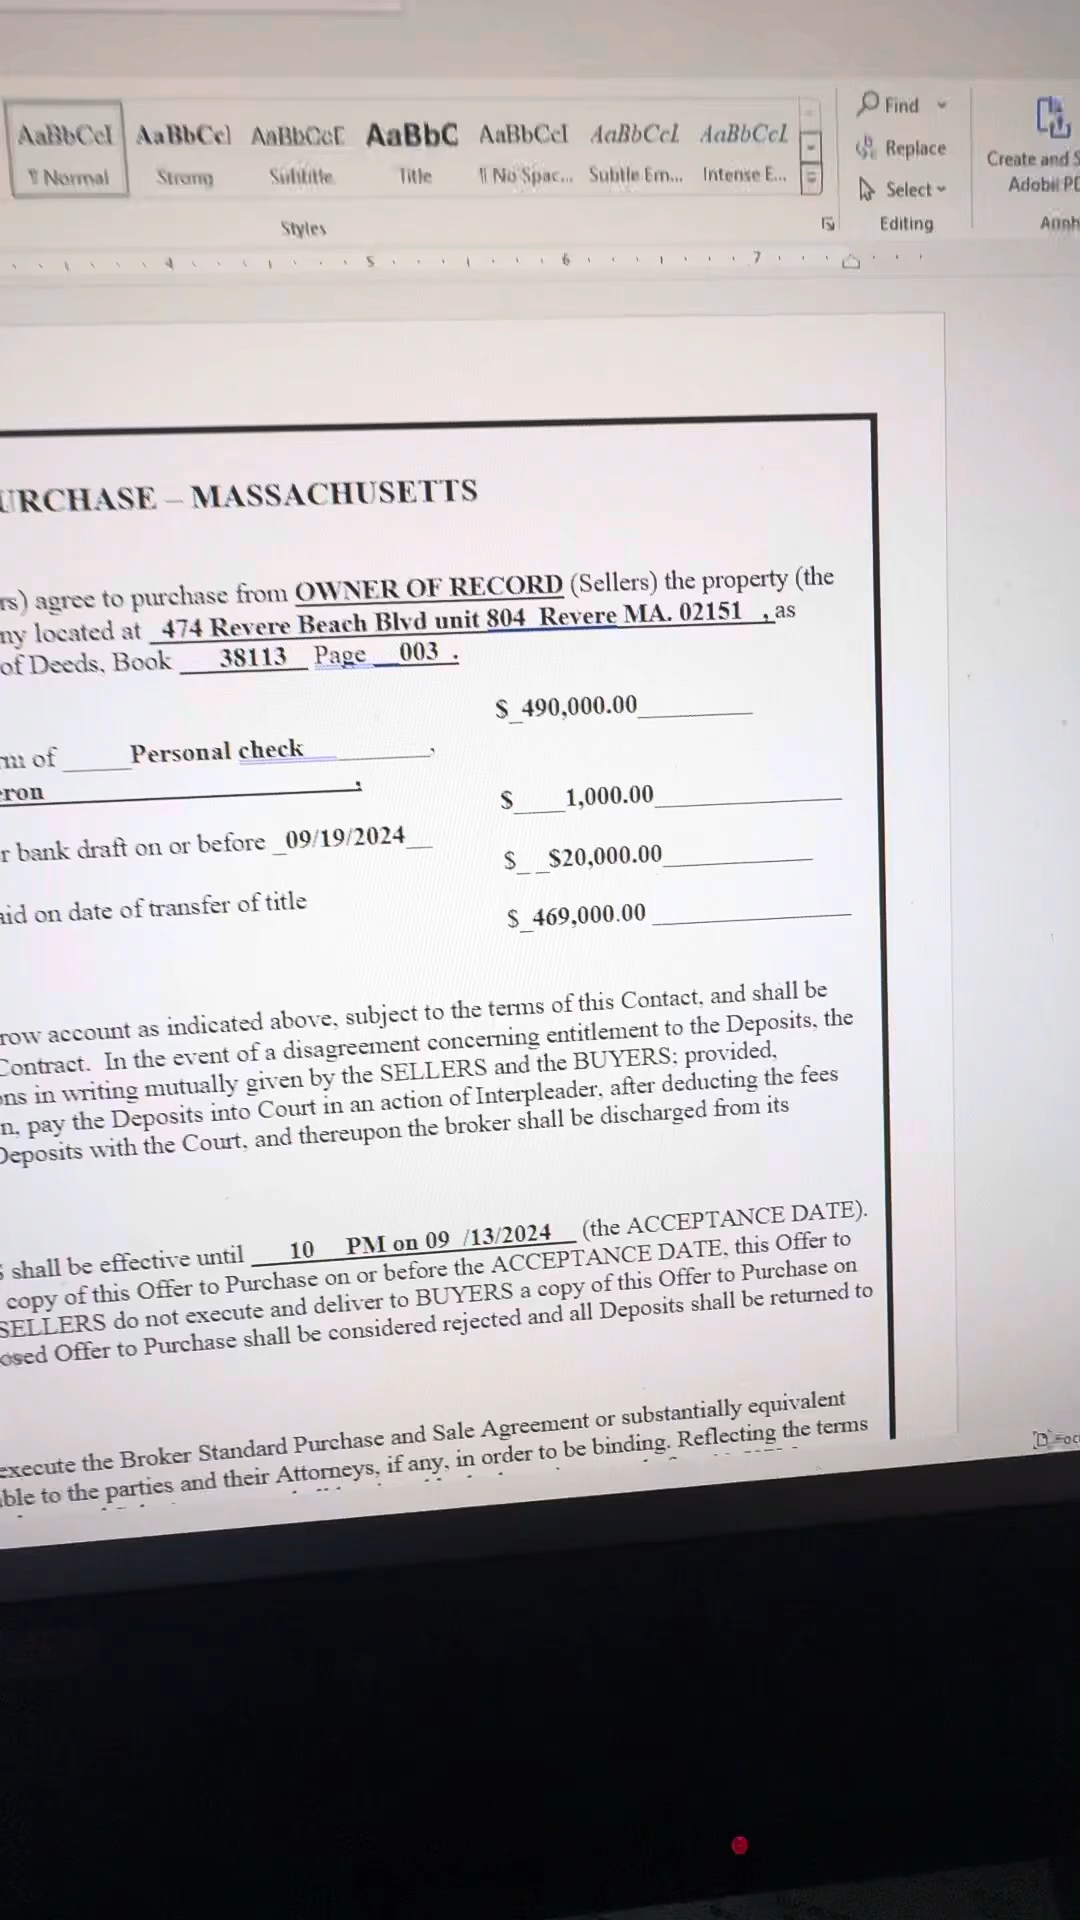 AaBbCcI AaBbCcI AaBbCcC AaBbC AaBbCcI AaBbCcL AaBbCcL
¶ Normal Strong Subtitle Title ¶ No Spac... Subtle Em... Intense E...
Styles
Find
Replace
Select
Editing
Create and S
4 5 6 7
URCHASE – MASSACHUSETTS
rs) agree to purchase from OWNER OF RECORD (Sellers) the property (the
ny located at 474 Revere Beach Blvd unit 804 Revere MA. 02151 , as
of Deeds, Book 38113 Page 003 .
$ 490,000.00
rm of Personal check ,
eron ,
$ 1,000.00
r bank draft on or before 09/19/2024
$ $20,000.00
aid on date of transfer of title
$ 469,000.00
row account as indicated above, subject to the terms of this Contact, and shall be
Contract. In the event of a disagreement concerning entitlement to the Deposits, the
ons in writing mutually given by the SELLERS and the BUYERS; provided,
n, pay the Deposits into Court in an action of Interpleader, after deducting the fees
Deposits with the Court, and thereupon the broker shall be discharged from its
S shall be effective until 10 PM on 09 /13/2024 (the ACCEPTANCE DATE).
copy of this Offer to Purchase on or before the ACCEPTANCE DATE, this Offer to
SELLERS do not execute and deliver to BUYERS a copy of this Offer to Purchase on
osed Offer to Purchase shall be considered rejected and all Deposits shall be returned to
execute the Broker Standard Purchase and Sale Agreement or substantially equivalent
able to the parties and their Attorneys, if any, in order to be binding. Reflecting the terms